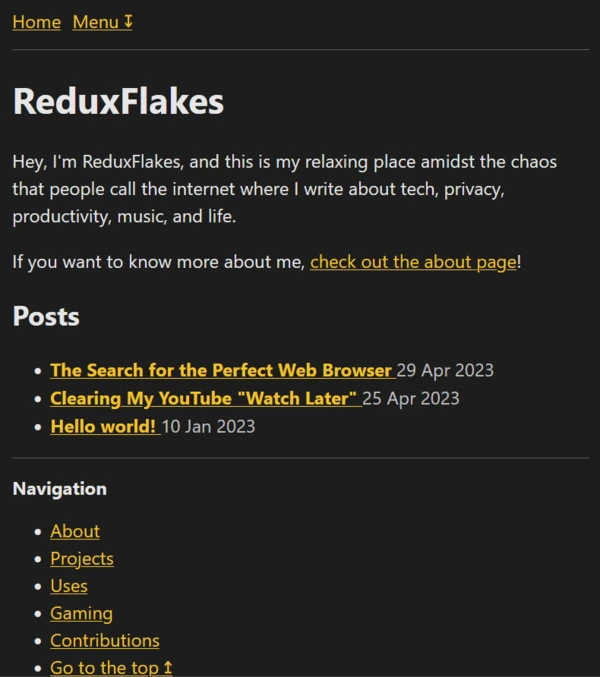 Home Menu ↧
ReduxFlakes
Hey, I'm ReduxFlakes, and this is my relaxing place amidst the chaos
that people call the internet where I write about tech, privacy,
productivity, music, and life.
If you want to know more about me, check out the about page!
Posts
• The Search for the Perfect Web Browser 29 Apr 2023
• Clearing My YouTube "Watch Later" 25 Apr 2023
• Hello world! 10 Jan 2023
Navigation
• About
• Projects
• Uses
• Gaming
• Contributions
• Go to the top ↥